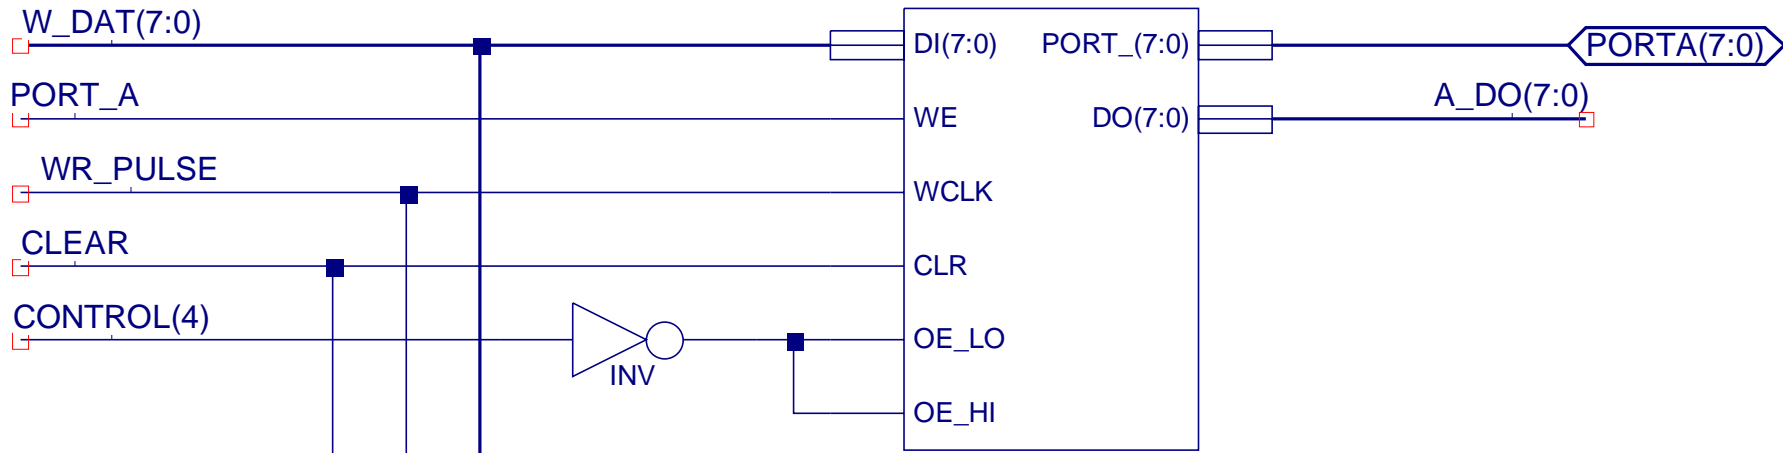 W_DAT(7:0)
DI(7:0)
PORT_(7:0)
PORTA(7:0)
PORT_A
WE
DO(7:0)
A_DO(7:0)
WR_PULSE
WCLK
CLEAR
CLR
CONTROL(4)
INV
OE_LO
OE_HI